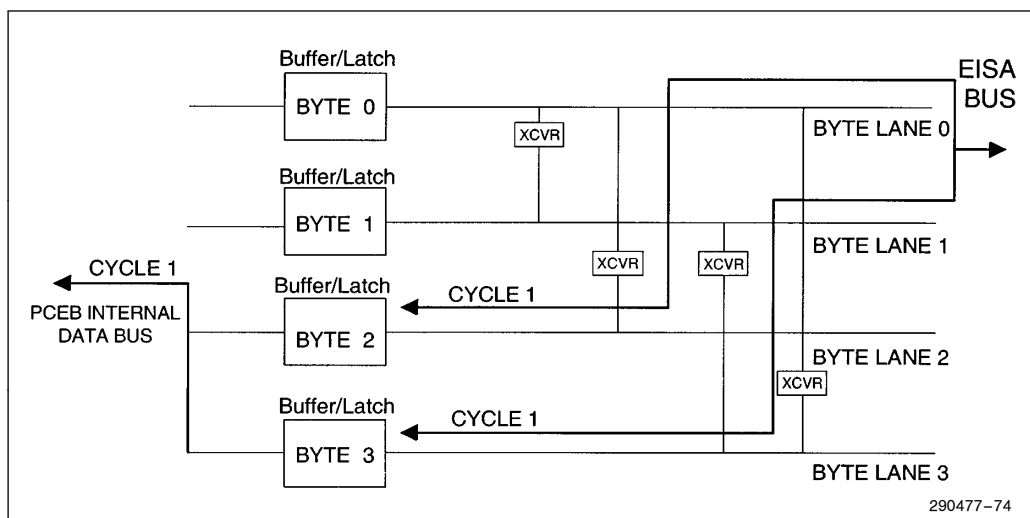 Buffer/Latch
BYTE 0
XCVR
EISA
BUS
BYTE LANE 0
Buffer/Latch
BYTE 1
BYTE LANE 1
XCVR
XCVR
CYCLE 1
PCEB INTERNAL
DATA BUS
Buffer/Latch
BYTE 2
CYCLE 1
BYTE LANE 2
XCVR
Buffer/Latch
BYTE 3
CYCLE 1
BYTE LANE 3
290477–74